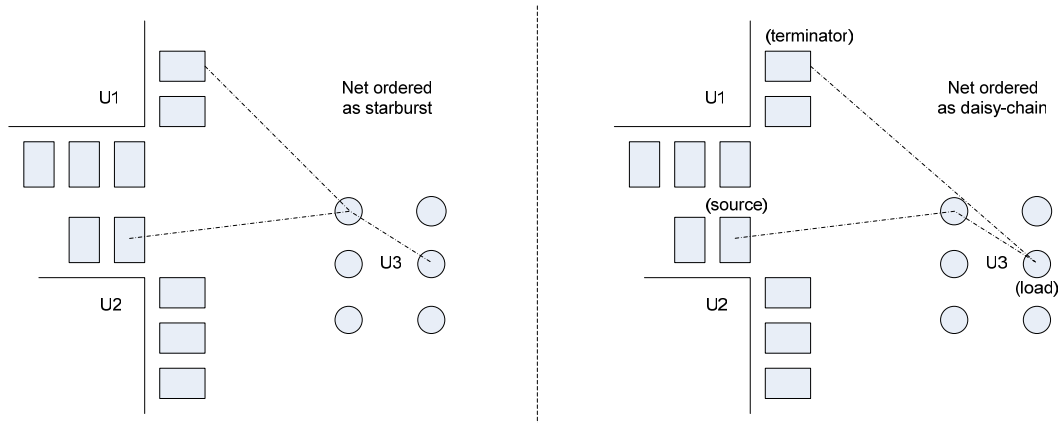 U1
Net ordered
as starburst
U3
U2
(terminator)
U1
Net ordered
as daisy-chain
(source)
U3
(load)
U2